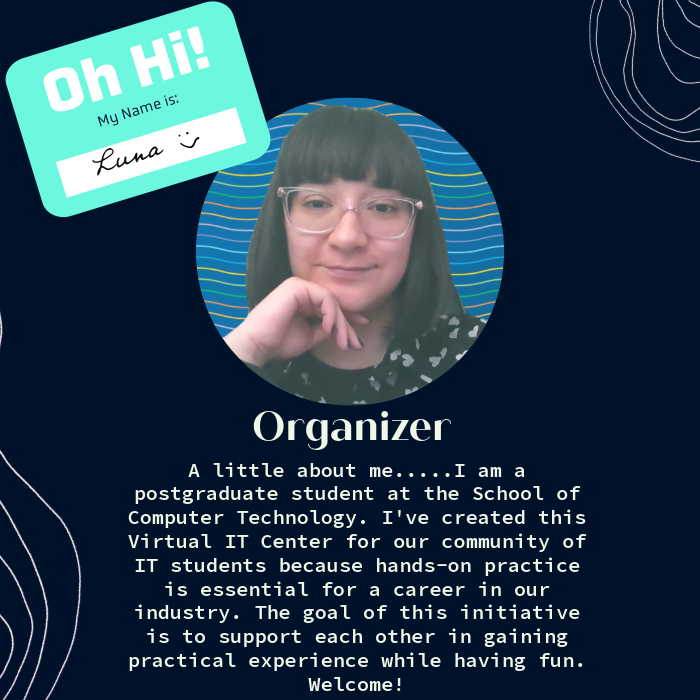 Oh Hi!
My Name is:
Luna
Organizer
A little about me.....I am a
postgraduate student at the School of
Computer Technology. I've created this
Virtual IT Center for our community of
IT students because hands-on practice
is essential for a career in our
industry. The goal of this initiative
is to support each other in gaining
practical experience while having fun.
Welcome!